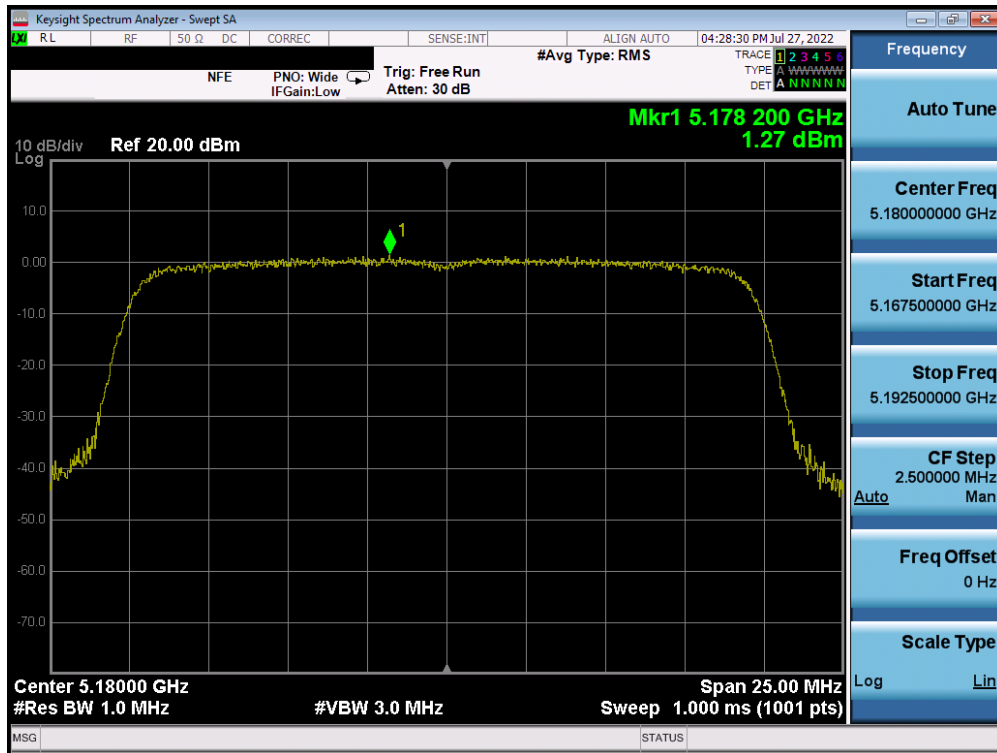 Keysight Spectrum Analyzer - Swept SA
LXI RL RF 50 Ω DC CORREC SENSE:INT ALIGN AUTO 04:28:30 PM Jul 27, 2022
#Avg Type: RMS
NFE PNO: Wide Trig: Free Run
IFGain:Low Atten: 30 dB
TRACE 1 2 3 4 5 6
TYPE A WWWWW
DET A N N N N N
Mkr1 5.178 200 GHz
1.27 dBm
10 dB/div Ref 20.00 dBm
Log
10.0
0.00
-10.0
-20.0
-30.0
-40.0
-50.0
-60.0
-70.0
1
Center 5.18000 GHz Span 25.00 MHz
#Res BW 1.0 MHz #VBW 3.0 MHz Sweep 1.000 ms (1001 pts)
MSG STATUS
Frequency
Auto Tune
Center Freq
5.180000000 GHz
Start Freq
5.167500000 GHz
Stop Freq
5.192500000 GHz
CF Step
2.500000 MHz
Auto Man
Freq Offset
0 Hz
Scale Type
Log Lin